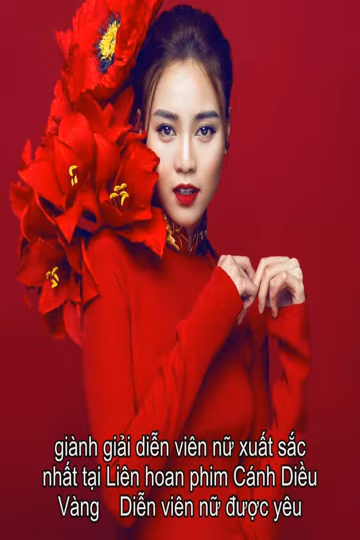 giành giải diễn viên nữ xuất sắc
nhất tại Liên hoan phim Cánh Diều
Vàng Diễn viên nữ được yêu